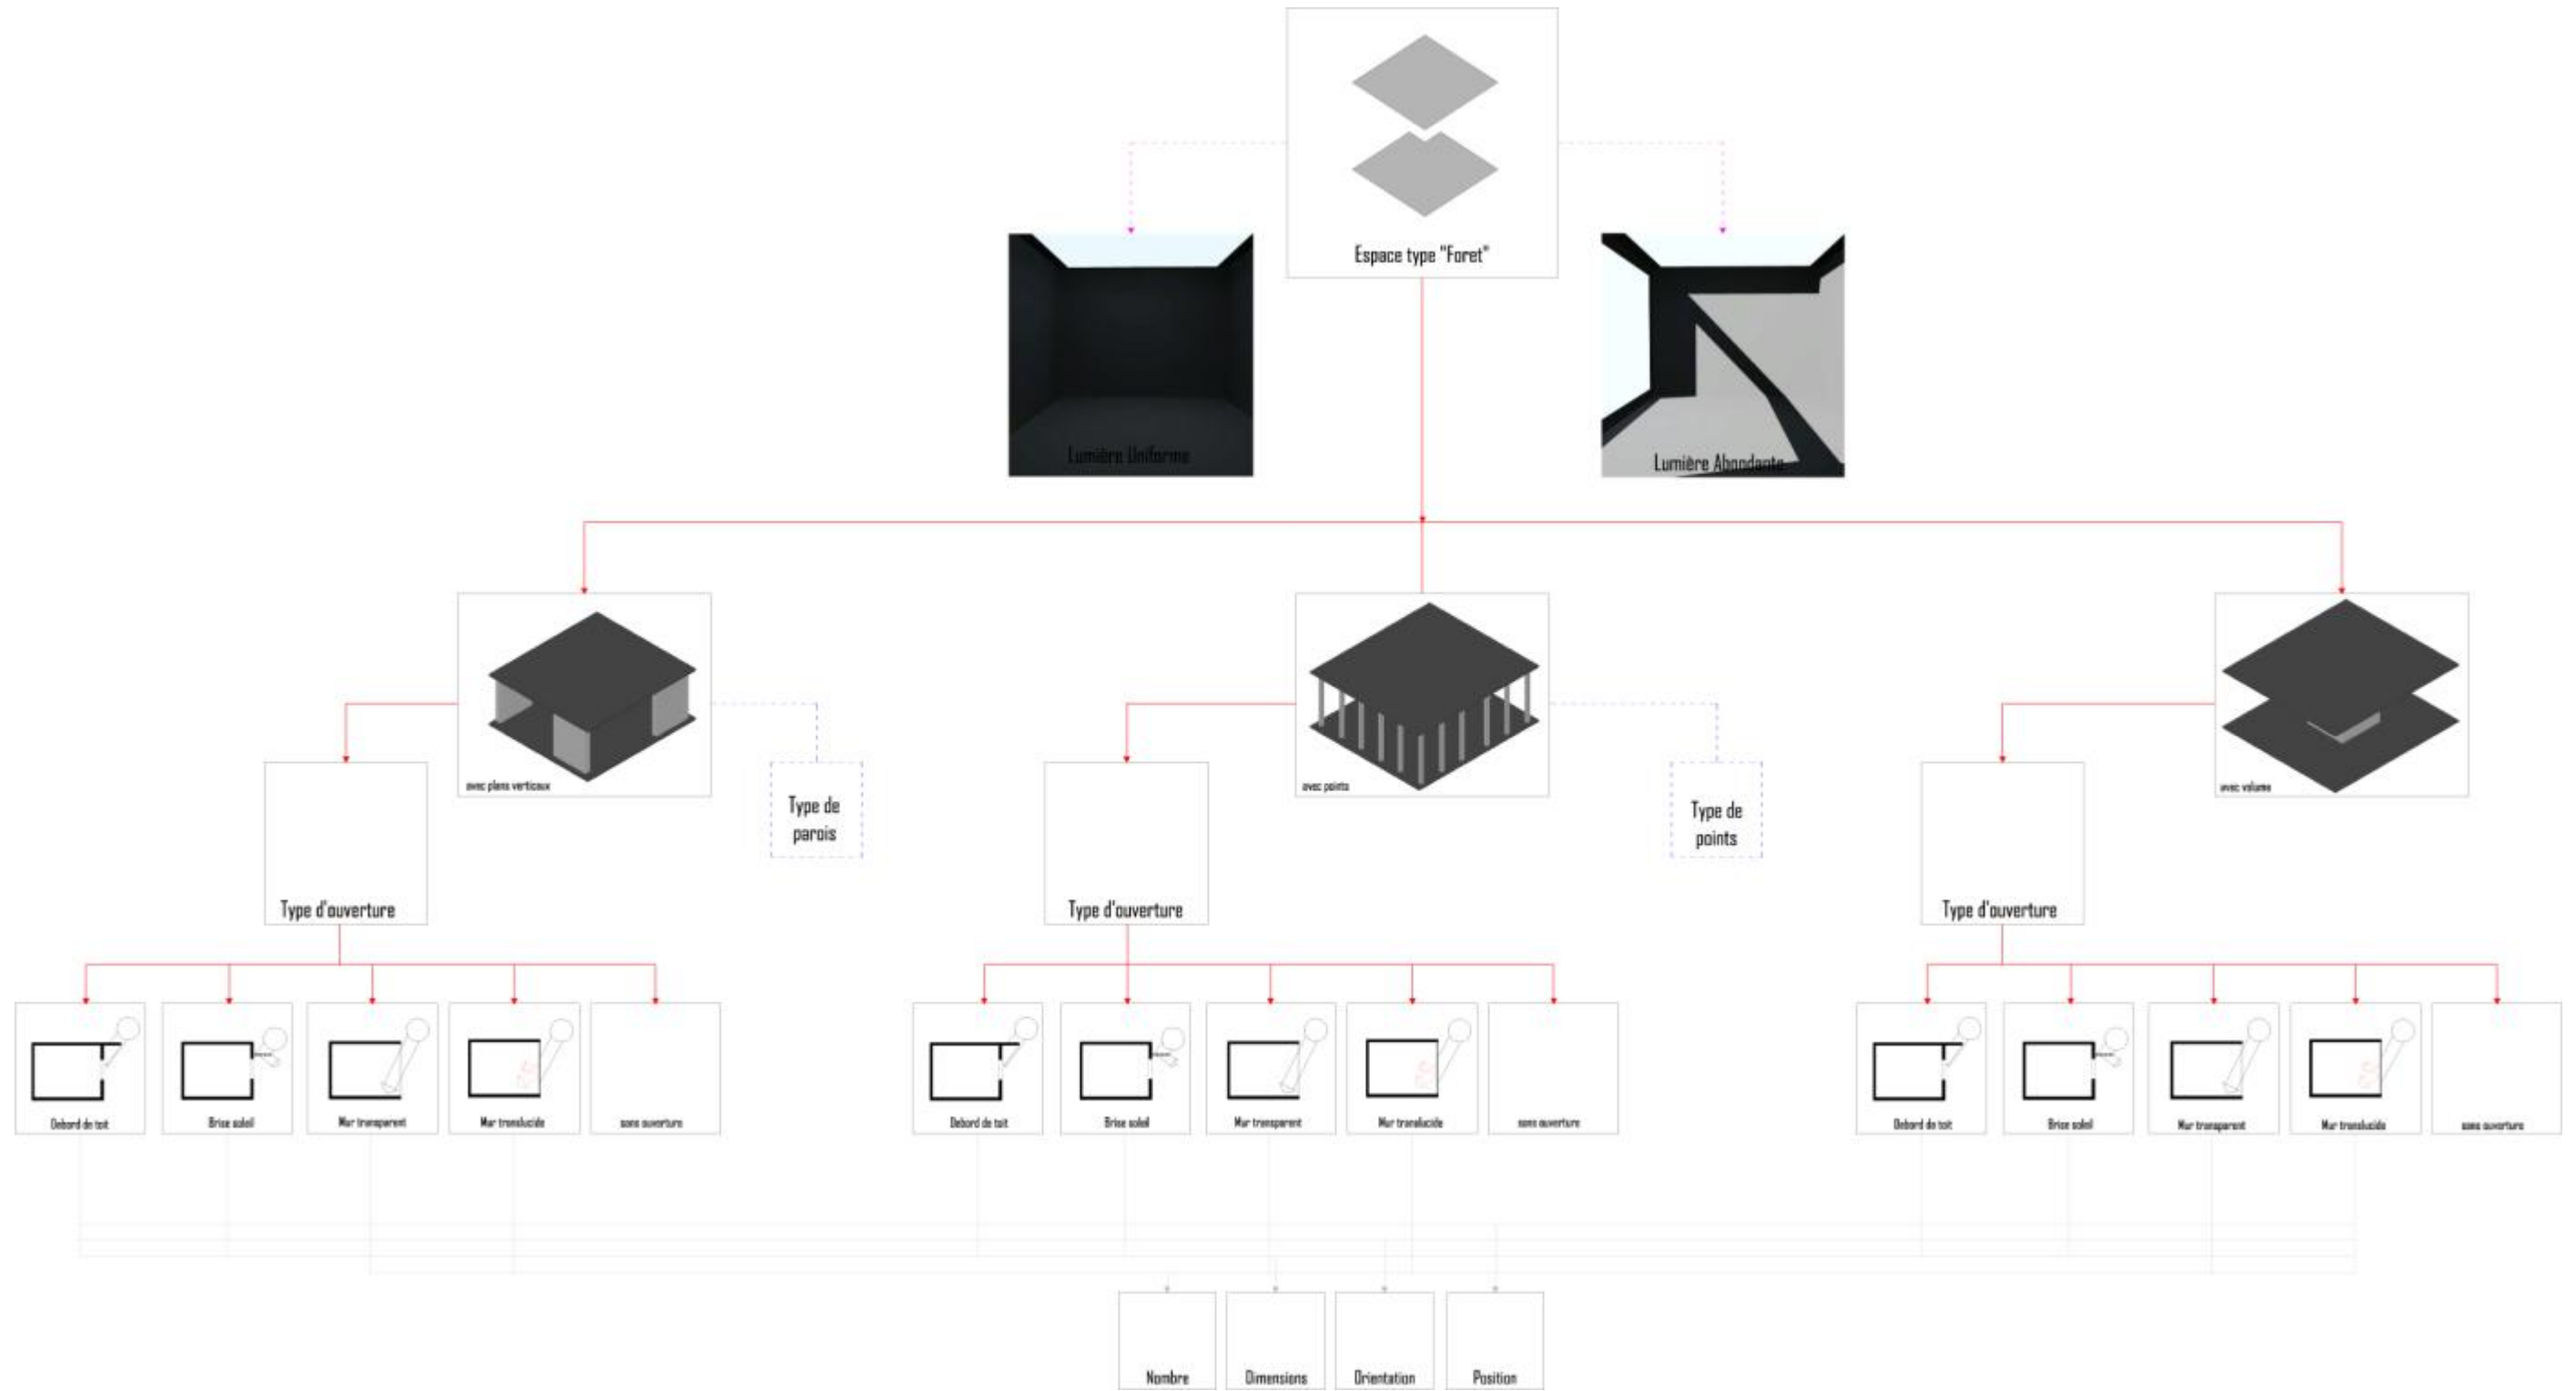 Espace type "Foret"
Lumière Uniforme
Lumière Abondante
avec plans verticaux
avec points
avec volume
Type de
parois
Type de
points
Type d'ouverture
Type d'ouverture
Type d'ouverture
Debord de toit
Brise soleil
Mur transparent
Mur translucide
sans ouverture
Debord de toit
Brise soleil
Mur transparent
Mur translucide
sans ouverture
Debord de toit
Brise soleil
Mur transparent
Mur translucide
sans ouverture
Nombre
Dimensions
Orientation
Position